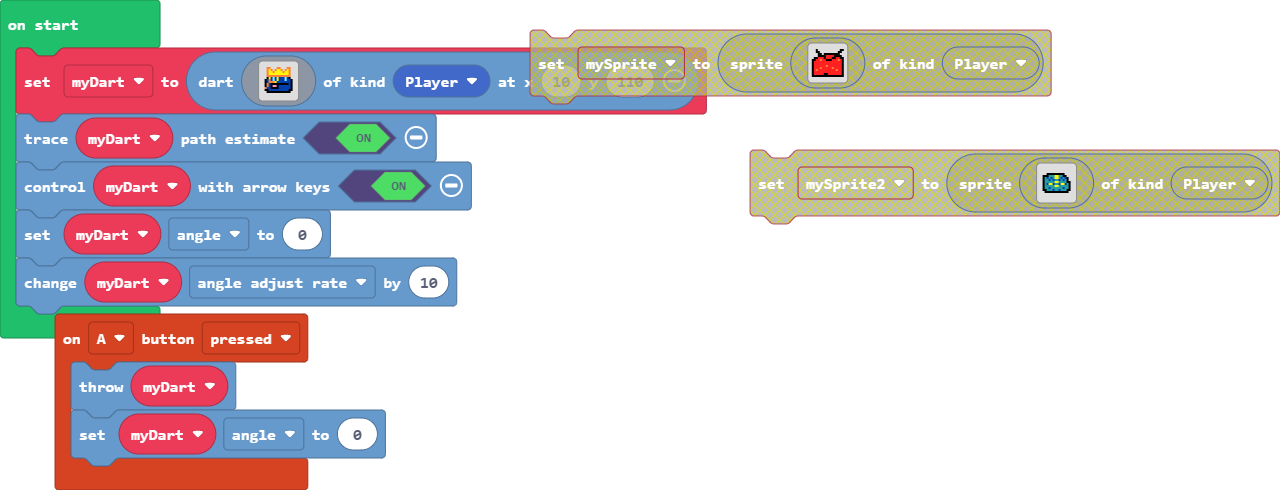 on start
set myDart to dart of kind Player at x 10 y 110
set mySprite to sprite of kind Player
trace myDart path estimate ON
control myDart with arrow keys ON
set mySprite2 to sprite of kind Player
set myDart angle to 0
change myDart angle adjust rate by 10
on A button pressed
throw myDart
set myDart angle to 0